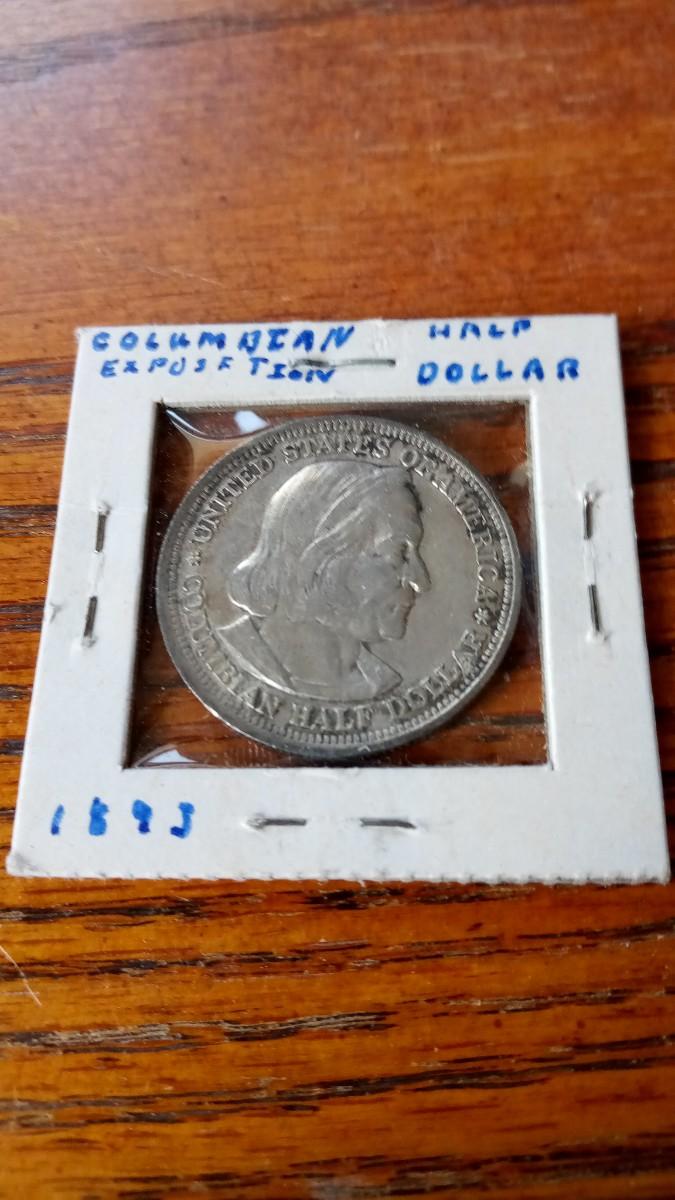 COLUMBIAN HALF
EXPOSITION DOLLAR
UNITED STATES OF AMERICA
COLUMBIAN HALF DOLLAR
1893